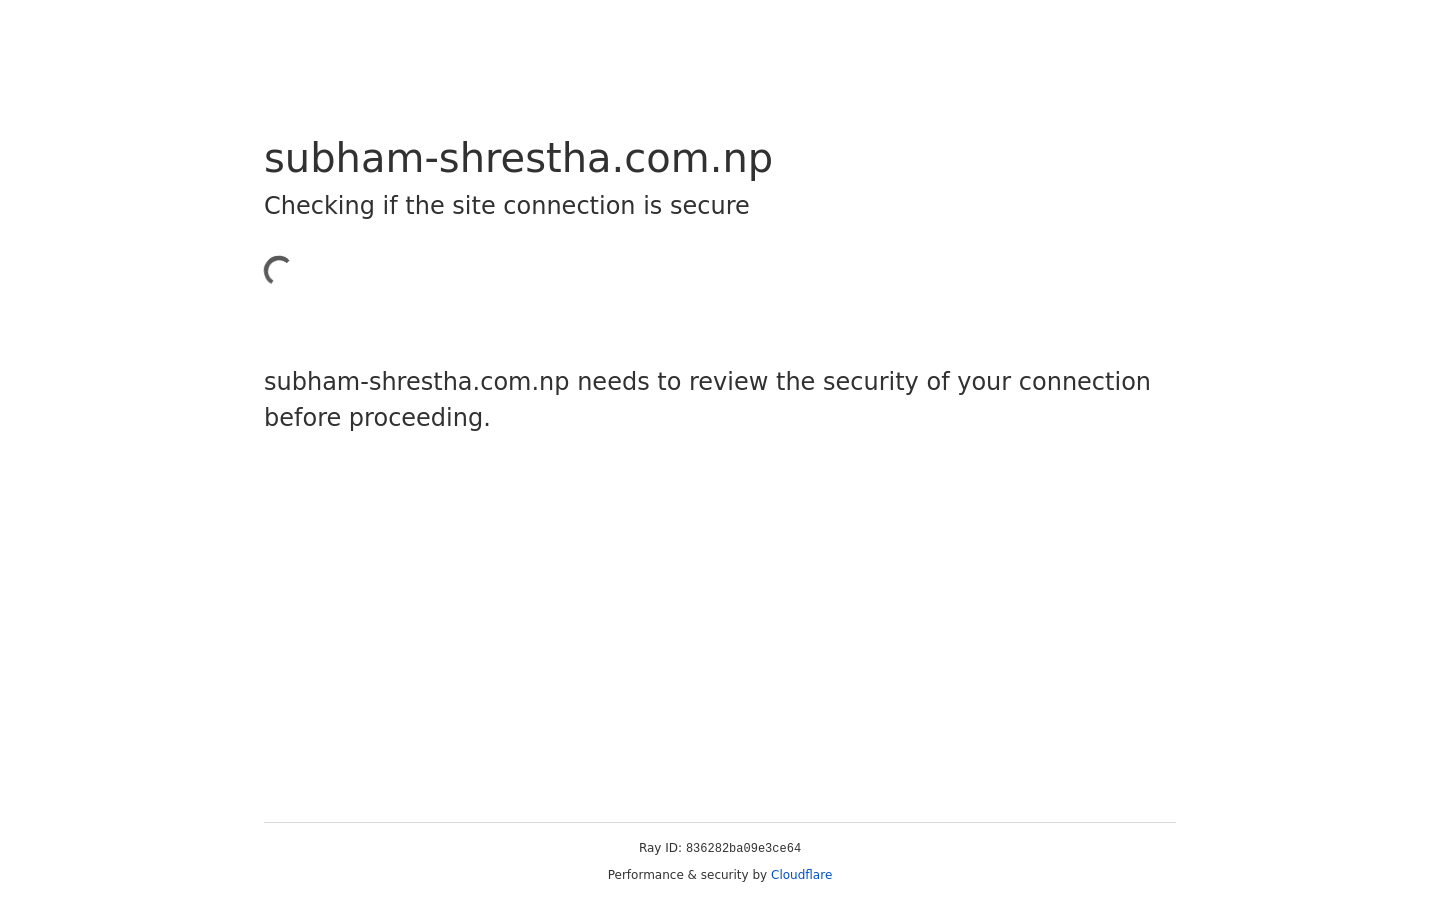 subham-shrestha.com.np
Checking if the site connection is secure
subham-shrestha.com.np needs to review the security of your connection
before proceeding.
Ray ID: 836282ba09e3ce64
Performance & security by Cloudflare